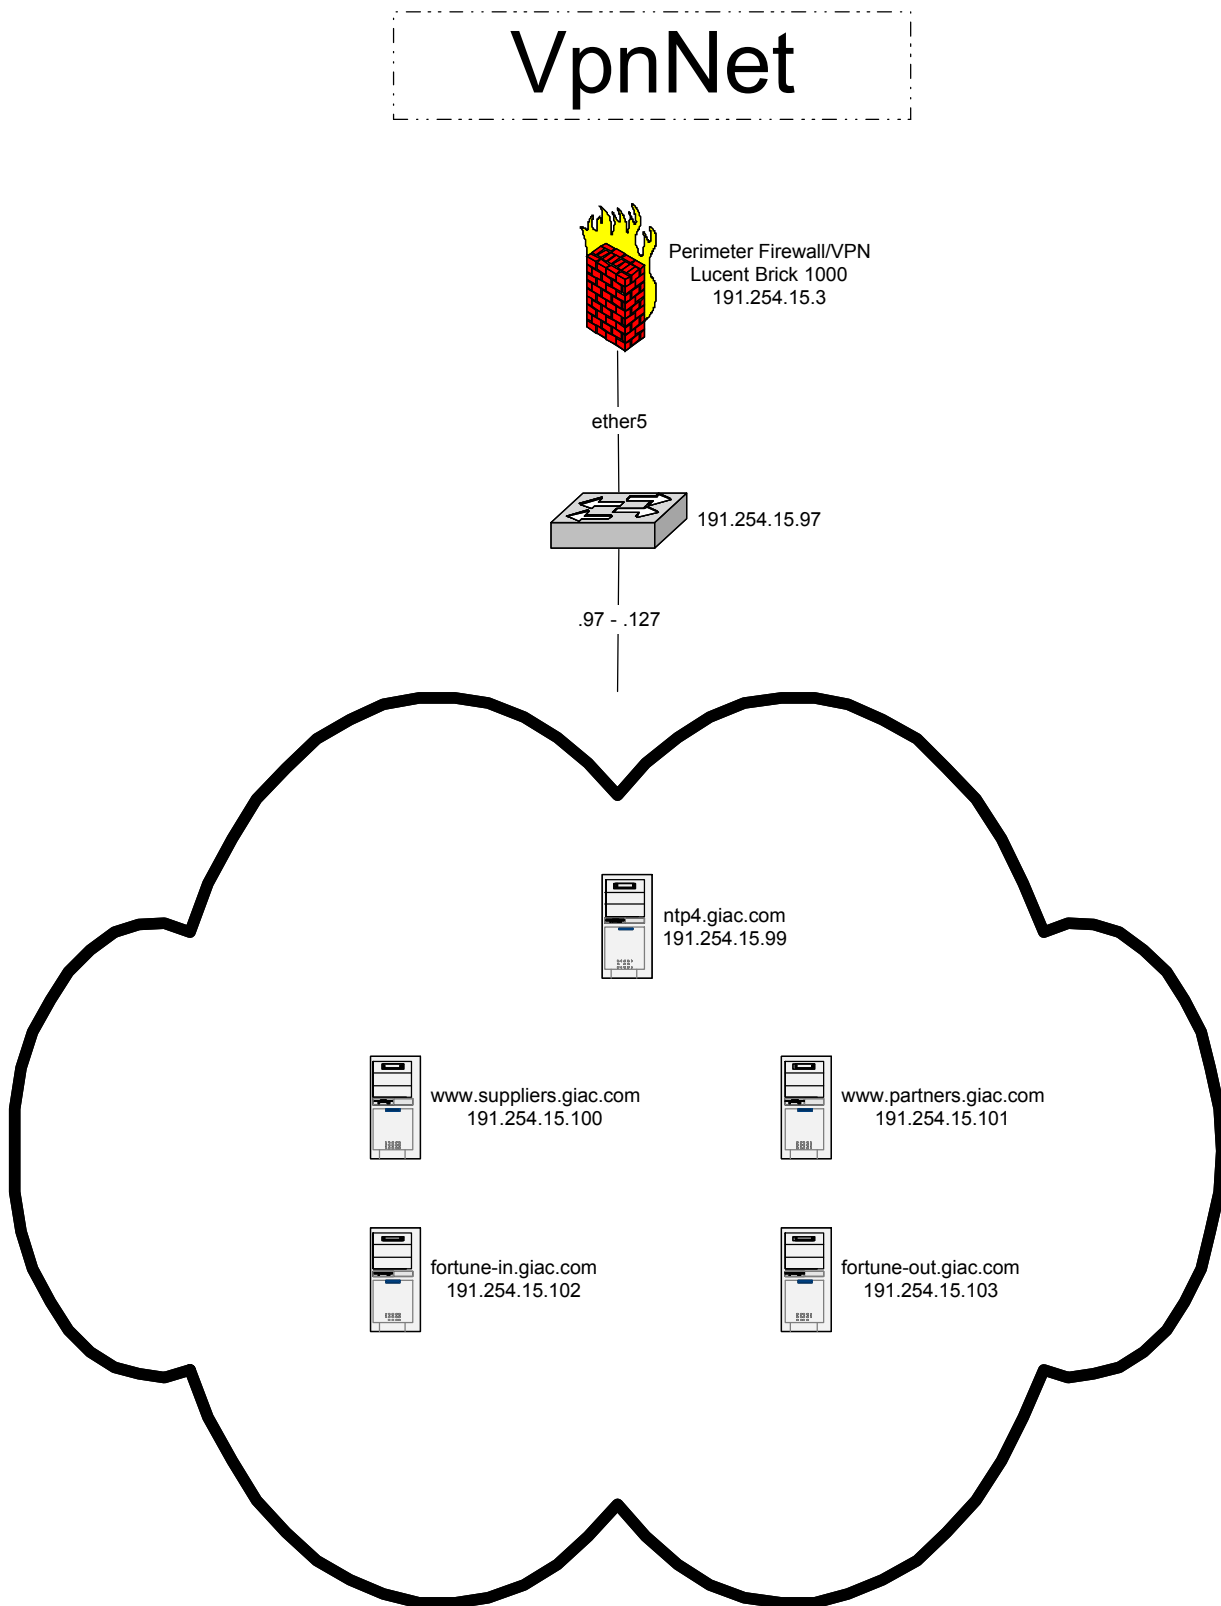 VpnNet
Perimeter Firewall/VPN
Lucent Brick 1000
191.254.15.3
ether5
191.254.15.97
.97 - .127
ntp4.giac.com
191.254.15.99
www.suppliers.giac.com
191.254.15.100
www.partners.giac.com
191.254.15.101
fortune-in.giac.com
191.254.15.102
fortune-out.giac.com
191.254.15.103